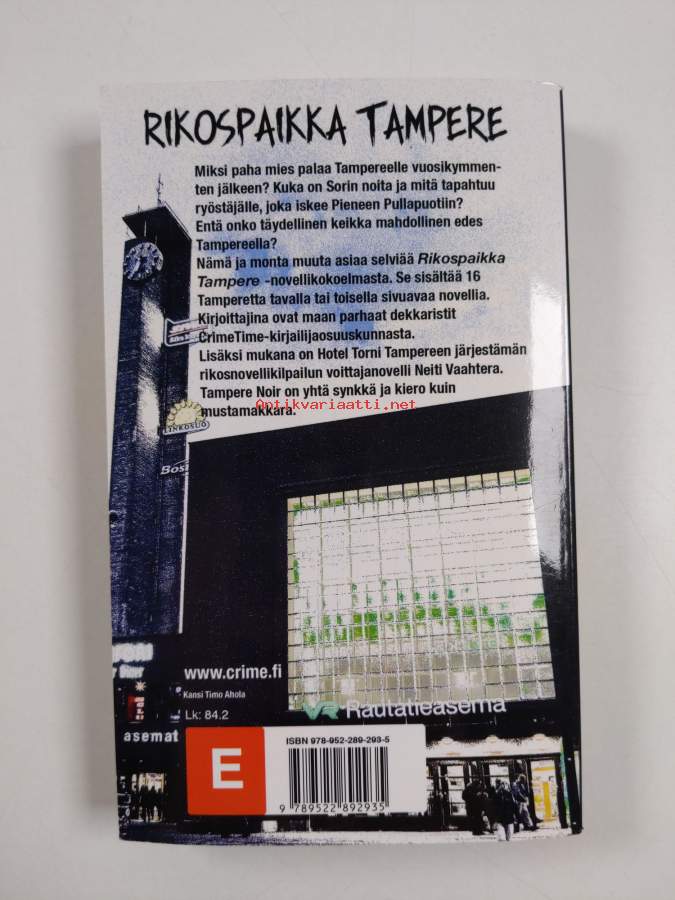 RIKOSPAIKKA TAMPERE
Miksi paha mies palaa Tampereelle vuosikymmen-
ten jälkeen? Kuka on Sorin noita ja mitä tapahtuu
ryöstäjälle, joka iskee Pieneen Pullapuotiin?
Entä onko täydellinen keikka mahdollinen edes
Tampereella?
Nämä ja monta muuta asiaa selviää Rikospaikka
Tampere -novellikokoelmasta. Se sisältää 16
Tamperetta tavalla tai toisella sivuavaa novellia.
Kirjoittajina ovat maan parhaat dekkaristit
CrimeTime-kirjailijaosuuskunnasta.
Lisäksi mukana on Hotel Torni Tampereen järjestämän
rikosnovellikilpailun voittajanovelli Neiti Vaahtera.
Tampere Noir on yhtä synkkä ja kiero kuin
mustamakkara.
Antikvariaatti.net
LINKOSUO
www.crime.fi
Kansi Timo Ahola
Lk: 84.2
VR Rautatieasema
asemat
E
ISBN 978-952-289-293-5
9 789522 892935